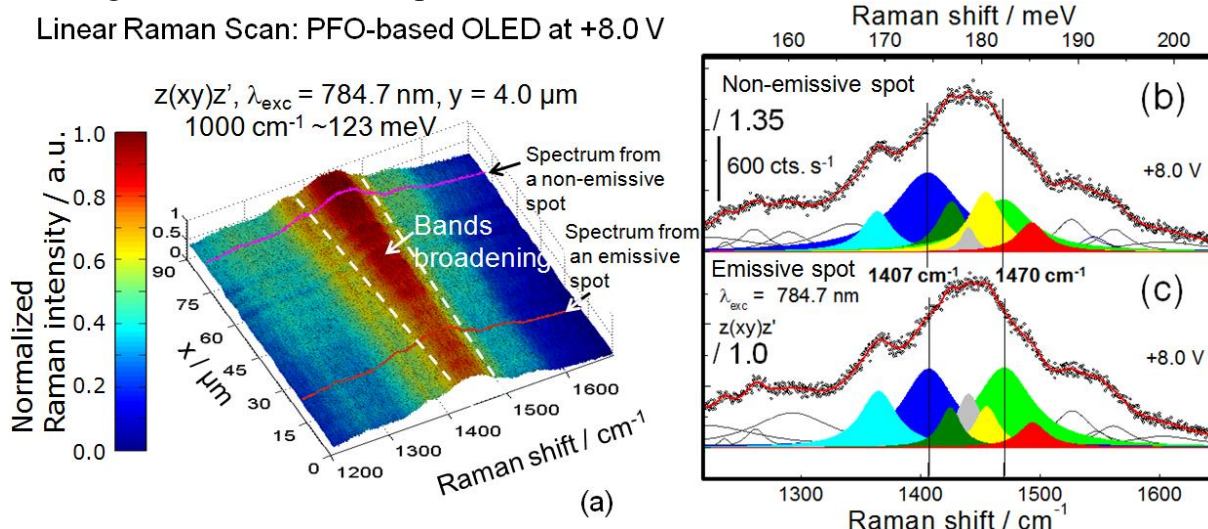 Linear Raman Scan: PFO-based OLED at +8.0 V
z(xy)z', λexc = 784.7 nm, y = 4.0 µm
1000 cm⁻¹ ~123 meV
Normalized
Raman intensity / a.u.
1.0
0.8
0.6
0.4
0.2
0.0
1
0.5
0
90
75
60
45
30
15
0
x / µm
1200
1300
1400
1500
1600
Raman shift / cm⁻¹
Bands
broadening
Spectrum from
a non-emissive
spot
Spectrum from
an emissive
spot
(a)
Raman shift / meV
160 170 180 190 200
Non-emissive spot
(b)
/ 1.35
600 cts. s⁻¹
+8.0 V
Emissive spot
1407 cm⁻¹ 1470 cm⁻¹
(c)
λexc = 784.7 nm
z(xy)z'
/ 1.0
+8.0 V
1300 1400 1500 1600
Raman shift / cm⁻¹